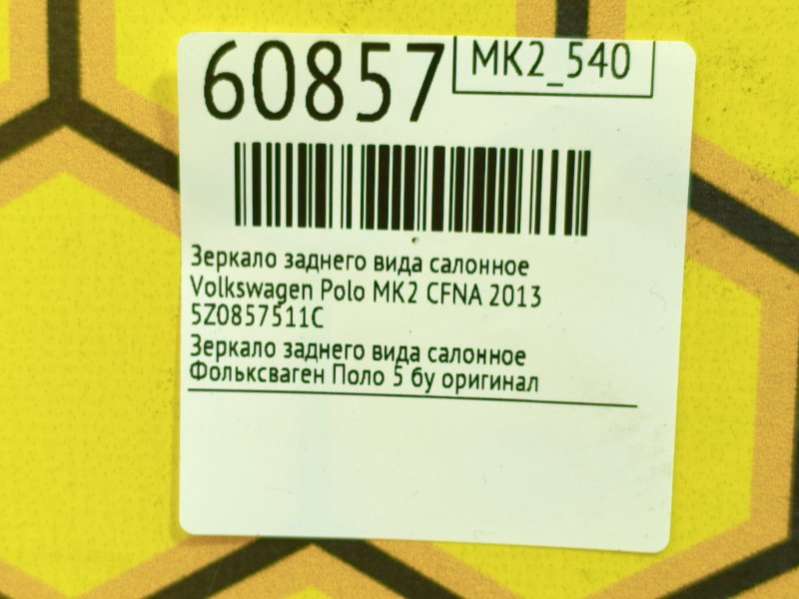 60857
MK2_540
Зеркало заднего вида салонное
Volkswagen Polo MK2 CFNA 2013
5Z0857511C
Зеркало заднего вида салонное
Фольксваген Поло 5 бу оригинал